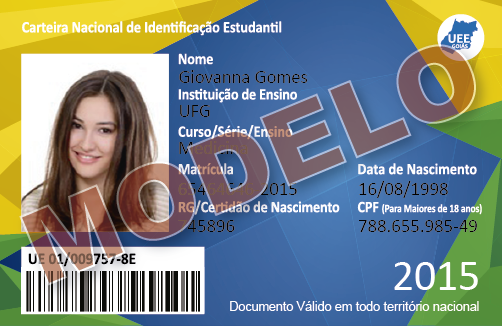 Carteira Nacional de Identificação Estudantil
UEE
GOIÁS
Nome
Giovanna Gomes
Instituição de Ensino
UFG
Curso/Série/Ensino
Matrícula
2015
Data de Nascimento
16/08/1998
RG/Certidão de Nascimento
45896
CPF (Para Maiores de 18 anos)
788.655.985-49
MODELO
UE 01/009757-8E
2015
Documento Válido em todo território nacional